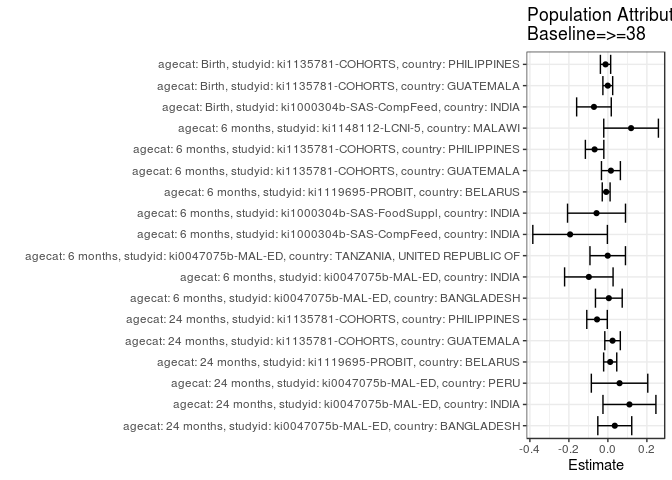 Population Attribut
Baseline=>=38
agecat: Birth, studyid: ki1135781-COHORTS, country: PHILIPPINES
agecat: Birth, studyid: ki1135781-COHORTS, country: GUATEMALA
agecat: Birth, studyid: ki1000304b-SAS-CompFeed, country: INDIA
agecat: 6 months, studyid: ki1148112-LCNI-5, country: MALAWI
agecat: 6 months, studyid: ki1135781-COHORTS, country: PHILIPPINES
agecat: 6 months, studyid: ki1135781-COHORTS, country: GUATEMALA
agecat: 6 months, studyid: ki1119695-PROBIT, country: BELARUS
agecat: 6 months, studyid: ki1000304b-SAS-FoodSuppl, country: INDIA
agecat: 6 months, studyid: ki1000304b-SAS-CompFeed, country: INDIA
agecat: 6 months, studyid: ki0047075b-MAL-ED, country: TANZANIA, UNITED REPUBLIC OF
agecat: 6 months, studyid: ki0047075b-MAL-ED, country: INDIA
agecat: 6 months, studyid: ki0047075b-MAL-ED, country: BANGLADESH
agecat: 24 months, studyid: ki1135781-COHORTS, country: PHILIPPINES
agecat: 24 months, studyid: ki1135781-COHORTS, country: GUATEMALA
agecat: 24 months, studyid: ki1119695-PROBIT, country: BELARUS
agecat: 24 months, studyid: ki0047075b-MAL-ED, country: PERU
agecat: 24 months, studyid: ki0047075b-MAL-ED, country: INDIA
agecat: 24 months, studyid: ki0047075b-MAL-ED, country: BANGLADESH
-0.4 -0.2 0.0 0.2
Estimate